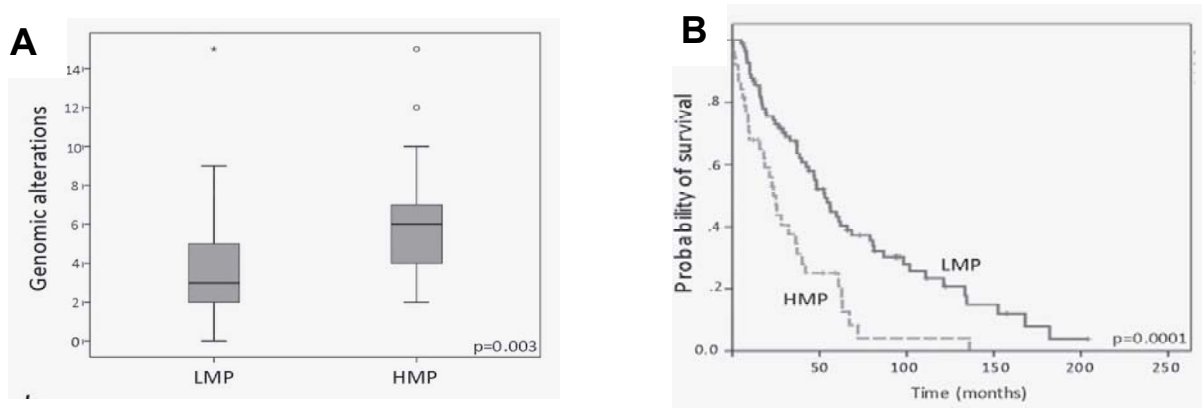 A
Genomic alterations
14
12
10
8
6
4
2
0
LMP
HMP
p=0.003
B
Probability of survival
.8
.6
.4
.2
0.0
LMP
HMP
p=0.0001
50
100
150
200
250
Time (months)